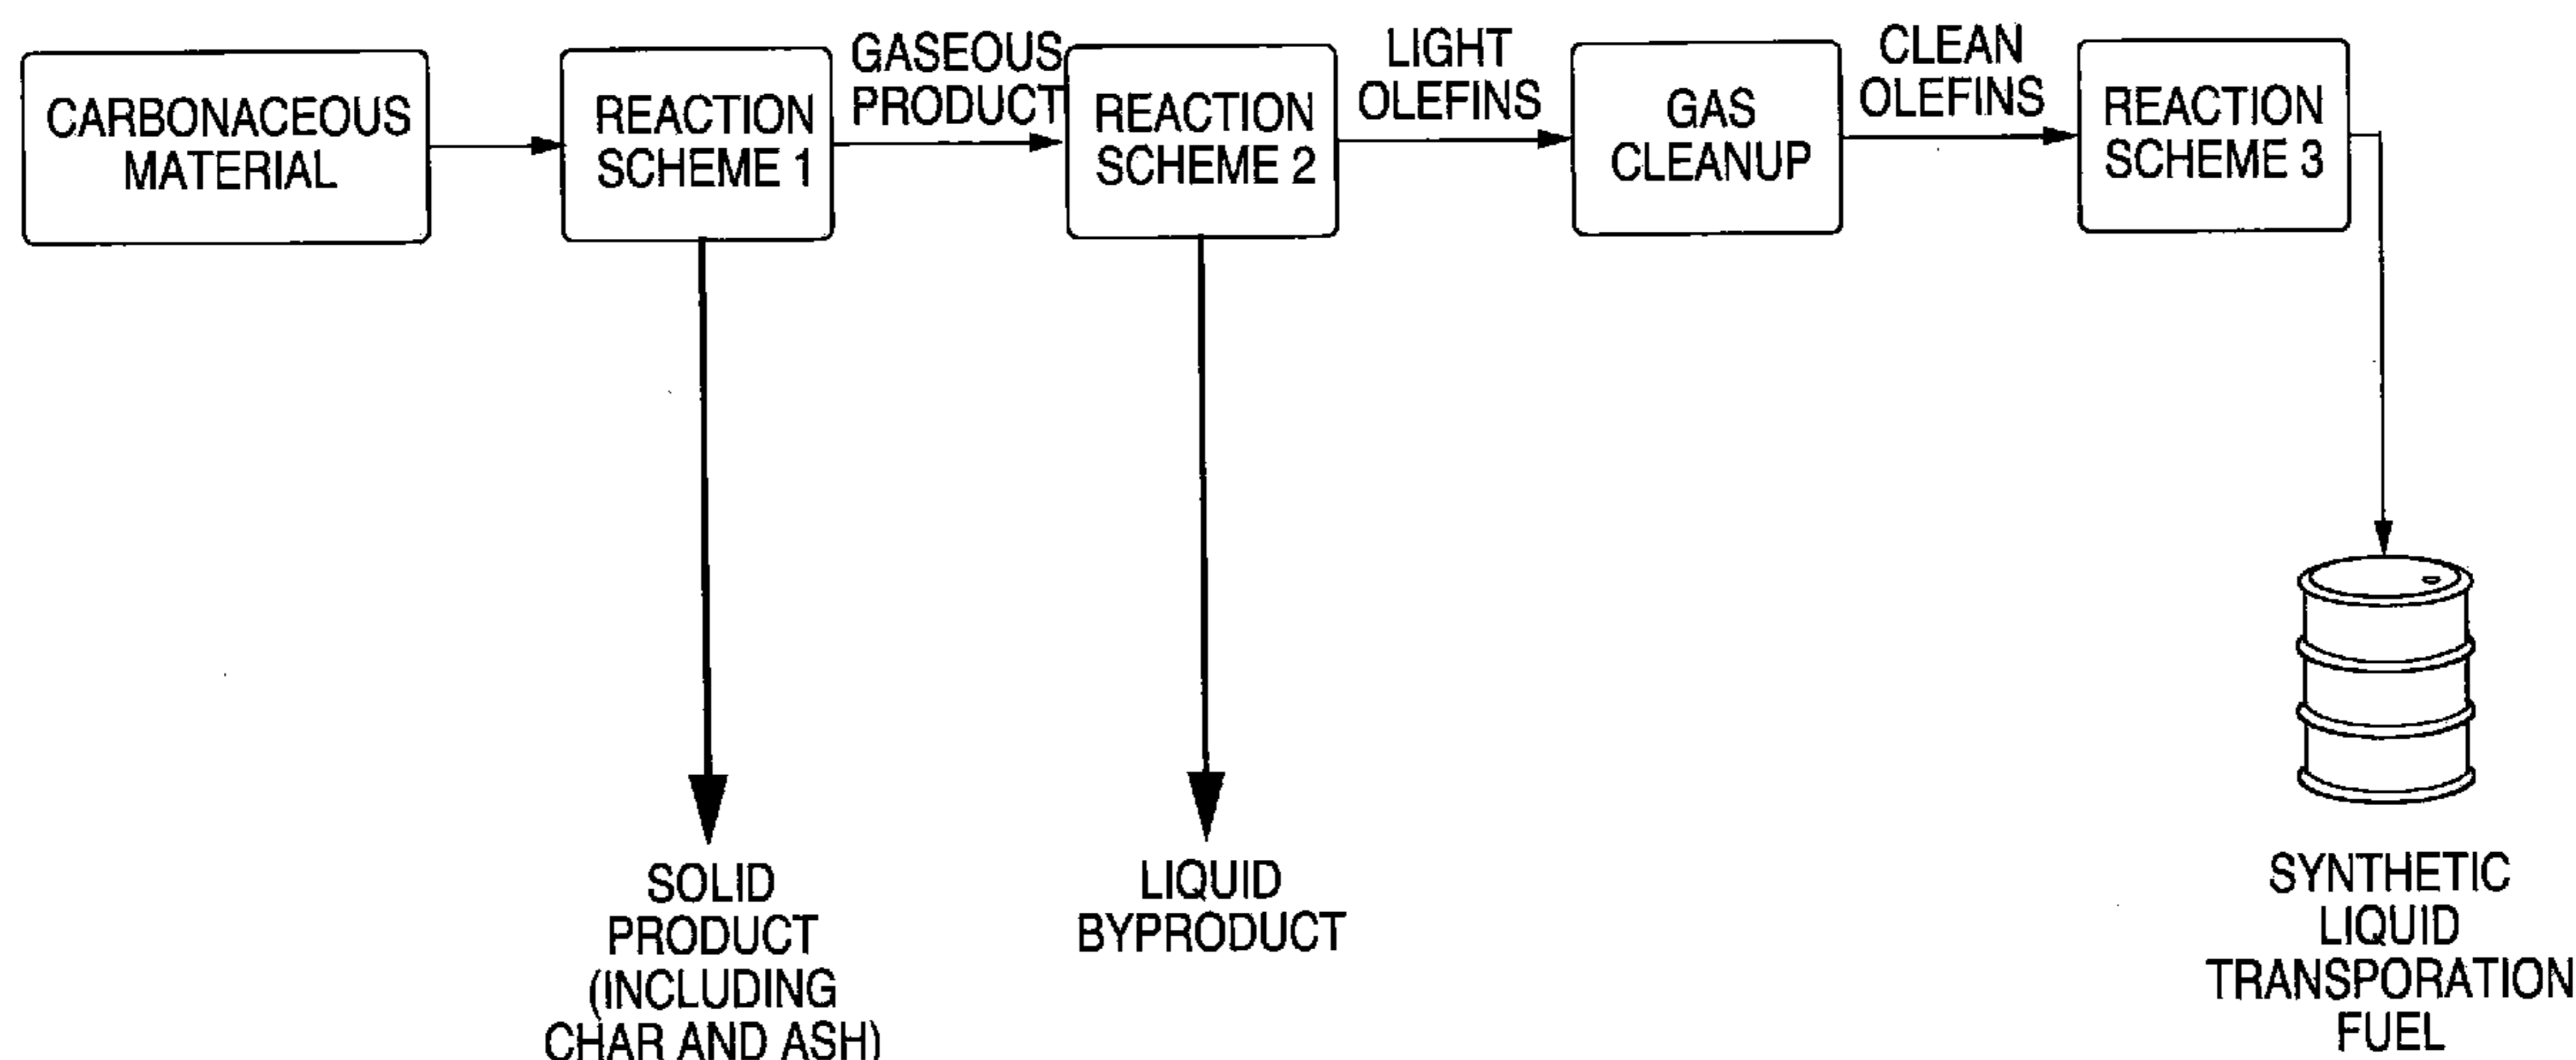 CARBONACEOUS
MATERIAL
REACTION
SCHEME 1
GASEOUS
PRODUCT
REACTION
SCHEME 2
LIGHT
OLEFINS
GAS
CLEANUP
CLEAN
OLEFINS
REACTION
SCHEME 3
SOLID
PRODUCT
(INCLUDING
CHAR AND ASH)
LIQUID
BYPRODUCT
SYNTHETIC
LIQUID
TRANSPORATION
FUEL